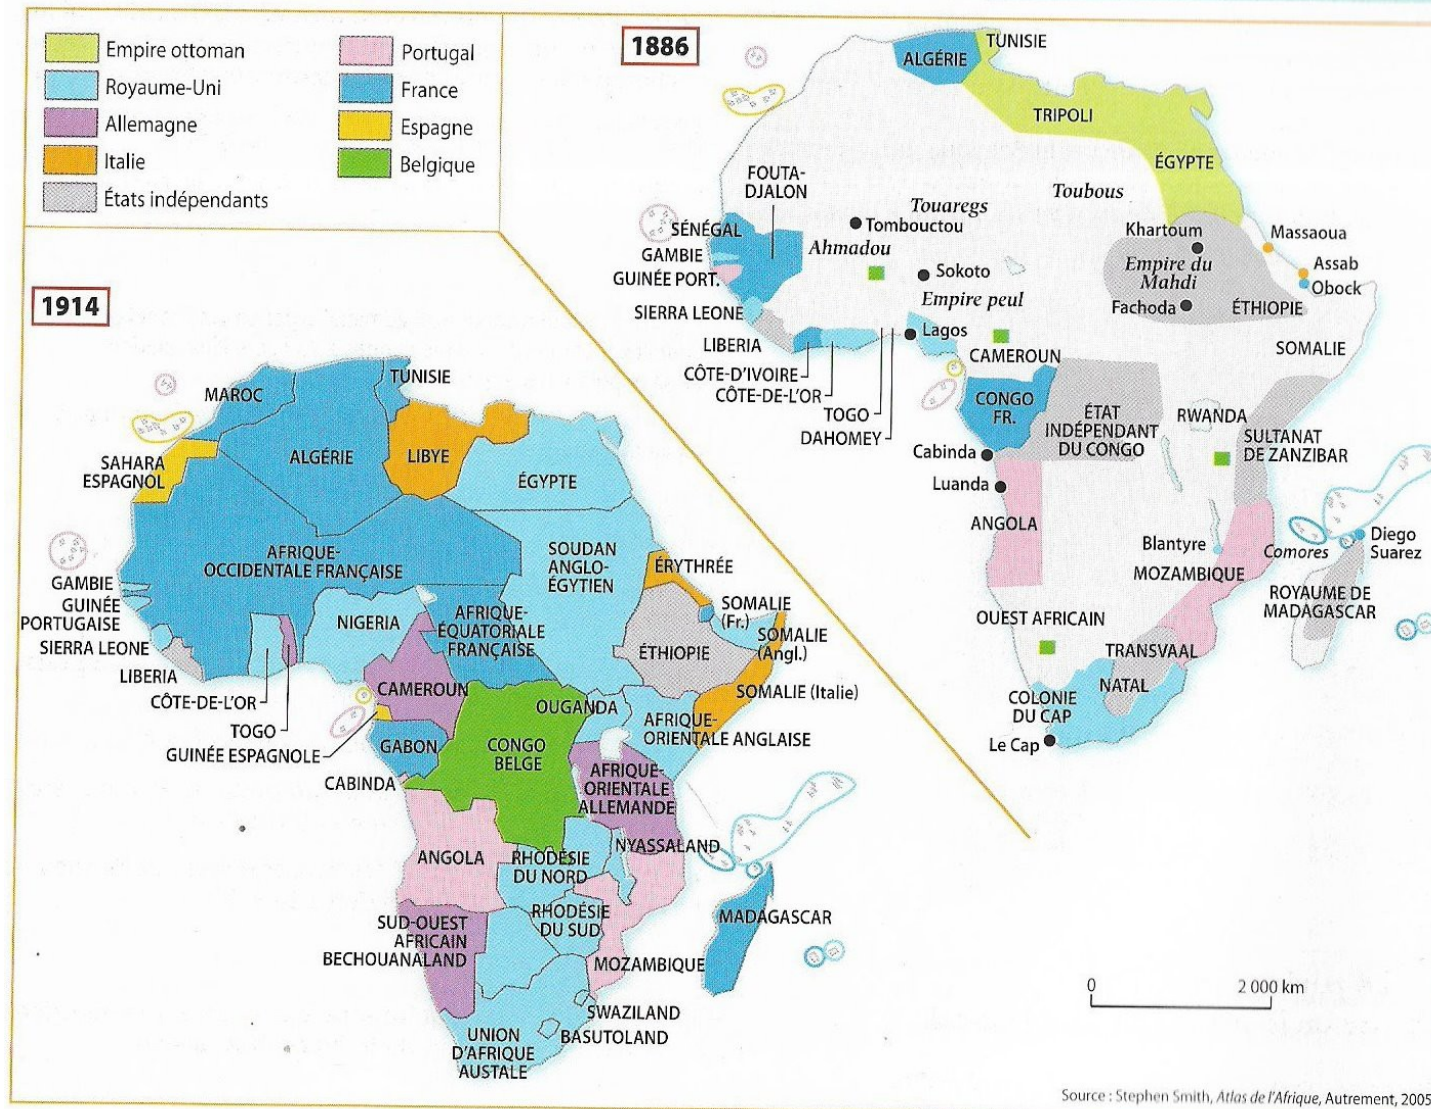 Empire ottoman
Royaume-Uni
Allemagne
Italie
États indépendants
Portugal
France
Espagne
Belgique
1886
TUNISIE
ALGÉRIE
TRIPOLI
ÉGYPTE
FOUTA-
DJALON
Toubous
Touaregs
Tombouctou
Ahmadou
SÉNÉGAL
GAMBIE
GUINÉE PORT.
Khartoum
Massaoua
Empire du
Mahdi
Assab
Obock
Sokoto
Empire peul
Fachoda
ÉTHIOPIE
SIERRA LEONE
Lagos
LIBERIA
CÔTE-D'IVOIRE
CÔTE-DE-L'OR
TOGO
DAHOMEY
CAMEROUN
SOMALIE
CONGO
FR.
ÉTAT
INDÉPENDANT
DU CONGO
RWANDA
SULTANAT
DE ZANZIBAR
Cabinda
Luanda
ANGOLA
Blantyre
Comores
Diego
Suarez
MOZAMBIQUE
ROYAUME DE
MADAGASCAR
OUEST AFRICAIN
TRANSVAAL
NATAL
COLONIE
DU CAP
Le Cap
1914
MAROC
TUNISIE
ALGÉRIE
LIBYE
ÉGYPTE
SAHARA
ESPAGNOL
AFRIQUE-
OCCIDENTALE FRANÇAISE
SOUDAN
ANGLO-
ÉGYTIEN
ÉRYTHRÉE
GAMBIE
GUINÉE
PORTUGAISE
SIERRA LEONE
LIBERIA
NIGERIA
AFRIQUE-
ÉQUATORIALE
FRANÇAISE
SOMALIE
(Fr.)
SOMALIE
(Angl.)
ÉTHIOPIE
SOMALIE (Italie)
CÔTE-DE-L'OR
TOGO
GUINÉE ESPAGNOLE
CAMEROUN
OUGANDA
AFRIQUE-
ORIENTALE ANGLAISE
GABON
CONGO
BELGE
CABINDA
AFRIQUE-
ORIENTALE
ALLEMANDE
ANGOLA
RHODÉSIE
DU NORD
NYASSALAND
RHODÉSIE
DU SUD
MADAGASCAR
SUD-OUEST
AFRICAIN
BECHOUANALAND
MOZAMBIQUE
SWAZILAND
BASUTOLAND
UNION
D'AFRIQUE
AUSTALE
0 2 000 km
Source : Stephen Smith, Atlas de l'Afrique, Autrement, 2005